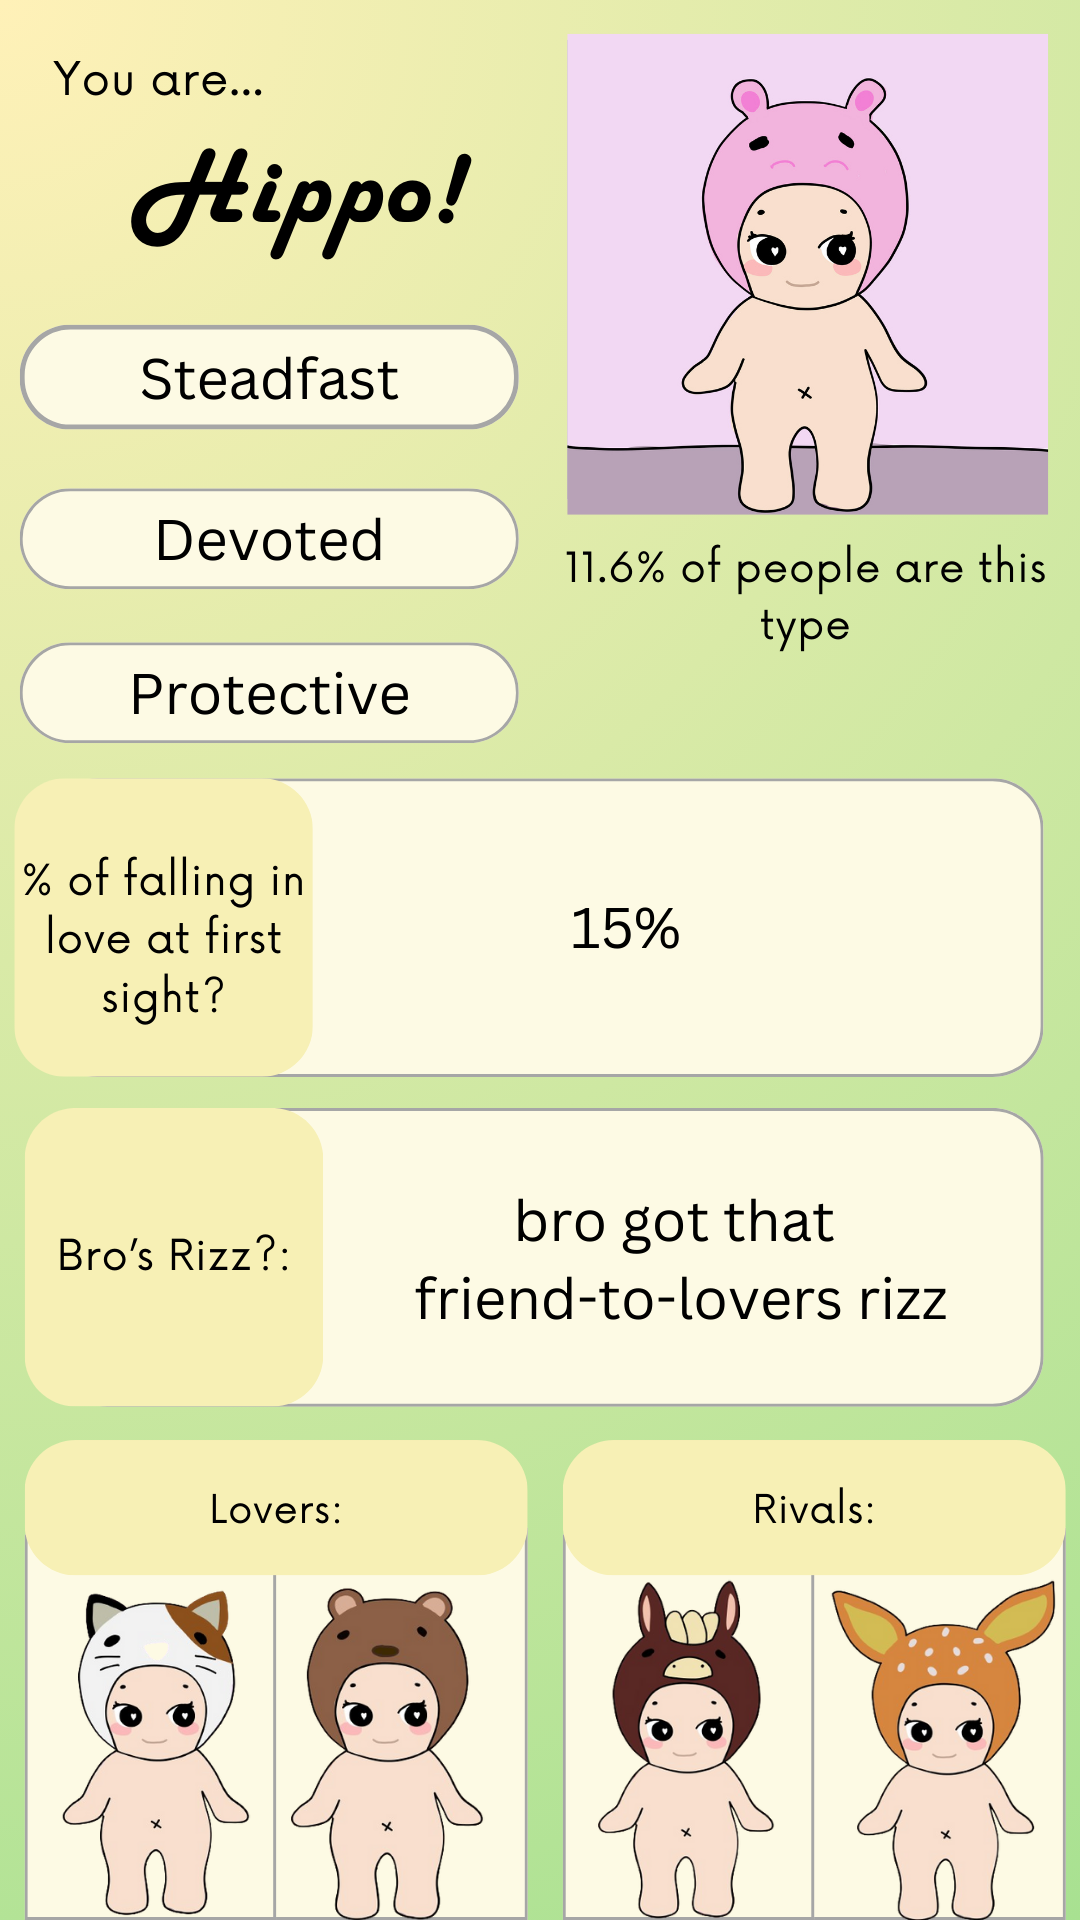 You are...
Hippo!
Steadfast
Devoted
Protective
11.6% of people are this
type
% of falling in
love at first
sight?
15%
Bro's Rizz?:
bro got that
friend-to-lovers rizz
Lovers:
Rivals: